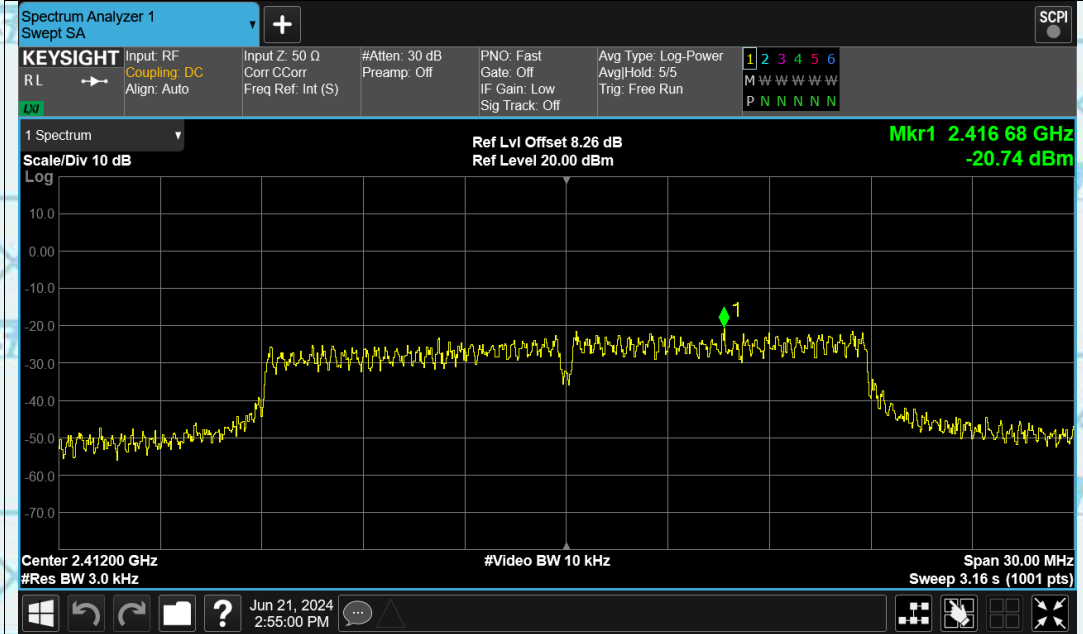 Spectrum Analyzer 1
Swept SA
+
SCPI
KEYSIGHT
R L
LXI
Input: RF
Coupling: DC
Align: Auto
Input Z: 50 Ω
Corr CCorr
Freq Ref: Int (S)
#Atten: 30 dB
Preamp: Off
PNO: Fast
Gate: Off
IF Gain: Low
Sig Track: Off
Avg Type: Log-Power
Avg|Hold: 5/5
Trig: Free Run
1 2 3 4 5 6
M W W W W W
P N N N N N
1 Spectrum
Scale/Div 10 dB
Ref Lvl Offset 8.26 dB
Ref Level 20.00 dBm
Mkr1 2.416 68 GHz
-20.74 dBm
Log
10.0
0.00
-10.0
-20.0
-30.0
-40.0
-50.0
-60.0
-70.0
1
Center 2.41200 GHz
#Video BW 10 kHz
Span 30.00 MHz
#Res BW 3.0 kHz
Sweep 3.16 s (1001 pts)
?
Jun 21, 2024
2:55:00 PM